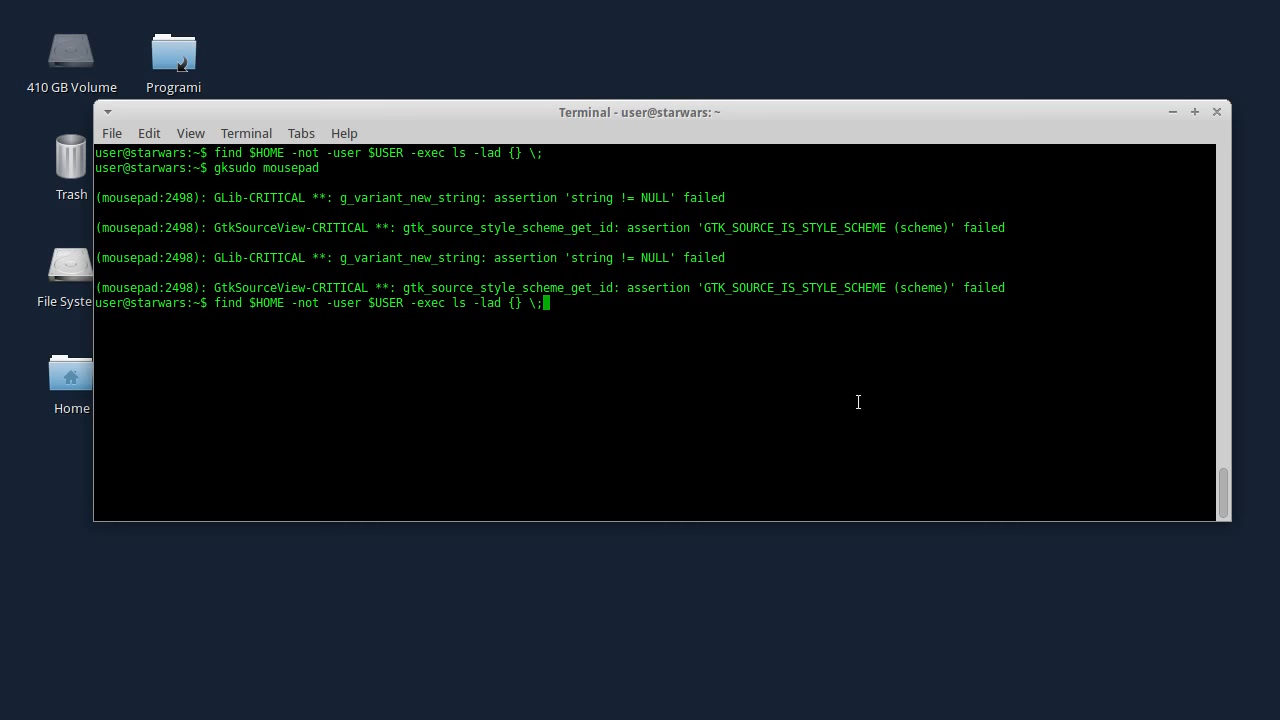 410 GB Volume
Programi
Trash
File Syste
Home
Terminal - user@starwars: ~
File Edit View Terminal Tabs Help
user@starwars:~$ find $HOME -not -user $USER -exec ls -lad {} \;
user@starwars:~$ gksudo mousepad
(mousepad:2498): GLib-CRITICAL **: g_variant_new_string: assertion 'string != NULL' failed
(mousepad:2498): GtkSourceView-CRITICAL **: gtk_source_style_scheme_get_id: assertion 'GTK_SOURCE_IS_STYLE_SCHEME (scheme)' failed
(mousepad:2498): GLib-CRITICAL **: g_variant_new_string: assertion 'string != NULL' failed
(mousepad:2498): GtkSourceView-CRITICAL **: gtk_source_style_scheme_get_id: assertion 'GTK_SOURCE_IS_STYLE_SCHEME (scheme)' failed
user@starwars:~$ find $HOME -not -user $USER -exec ls -lad {} \;